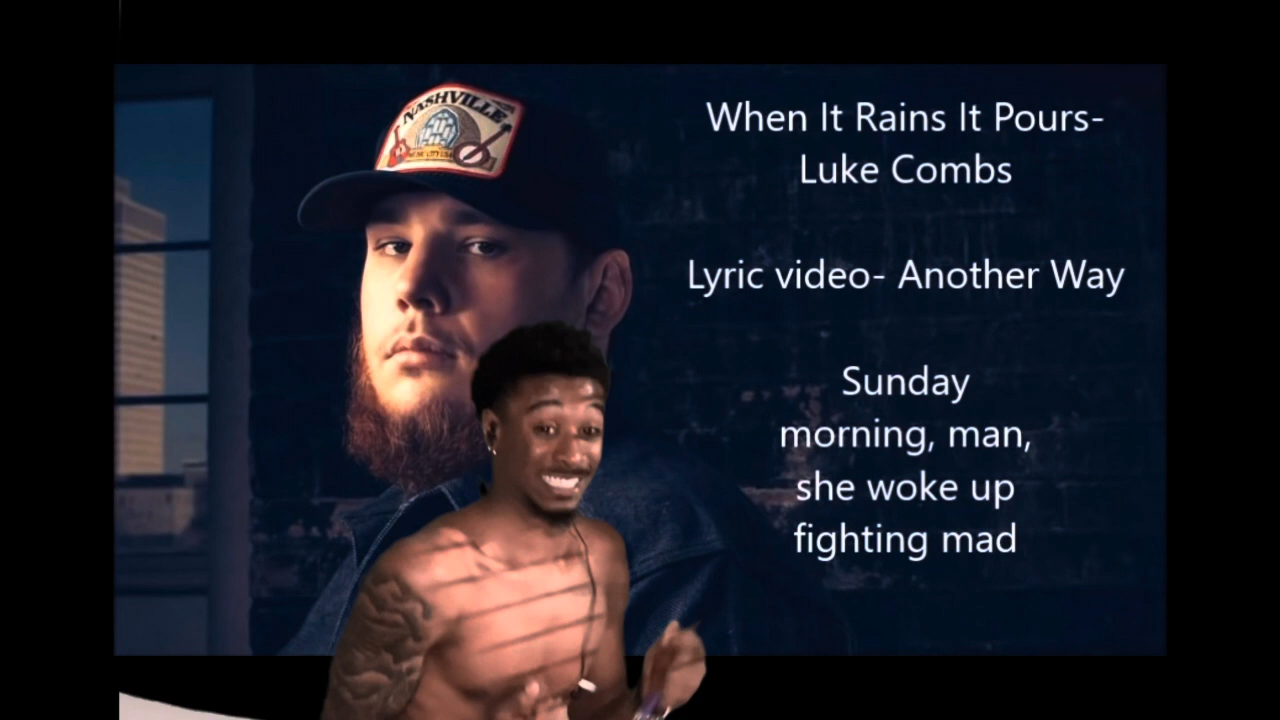 NASHVILLE
When It Rains It Pours-
Luke Combs
Lyric video- Another Way
Sunday
morning, man,
she woke up
fighting mad